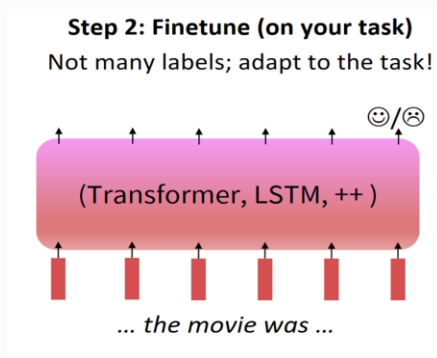 Step 2: Finetune (on your task)
Not many labels; adapt to the task!
☺/☹
(Transformer, LSTM, ++ )
... the movie was ...